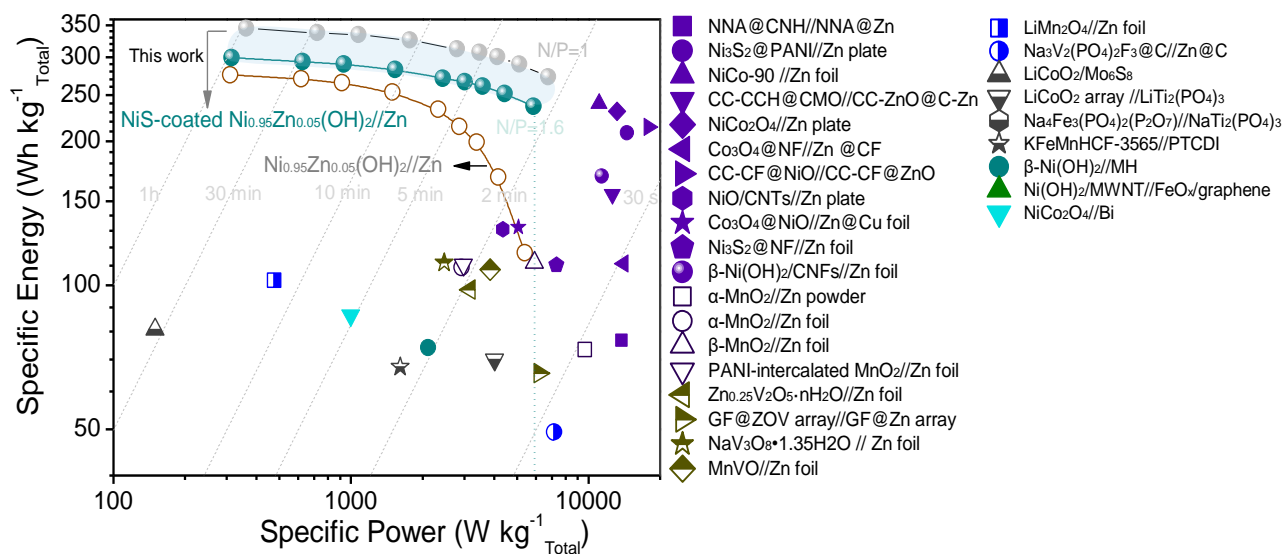 350
300
250
200
150
100
50
Specific Energy (Wh kg⁻¹Total)
100
1000
10000
Specific Power (W kg⁻¹Total)
This work
N/P=1
N/P=1.6
NiS-coated Ni0.95Zn0.05(OH)2//Zn
Ni0.95Zn0.05(OH)2//Zn
1h
30 min
10 min
5 min
2 min
30 s
NNA@CNH//NNA@Zn
Ni3S2@PANI//Zn plate
NiCo-90 //Zn foil
CC-CCH@CMO//CC-ZnO@C-Zn
NiCo2O4//Zn plate
Co3O4@NF//Zn @CF
CC-CF@NiO//CC-CF@ZnO
NiO/CNTs//Zn plate
Co3O4@NiO//Zn@Cu foil
Ni3S2@NF//Zn foil
β-Ni(OH)2/CNFs//Zn foil
α-MnO2//Zn powder
α-MnO2//Zn foil
β-MnO2//Zn foil
PANI-intercalated MnO2//Zn foil
Zn0.25V2O5·nH2O//Zn foil
GF@ZOV array//GF@Zn array
NaV3O8•1.35H2O // Zn foil
MnVO//Zn foil
LiMn2O4//Zn foil
Na3V2(PO4)2F3@C//Zn@C
LiCoO2/Mo6S8
LiCoO2 array //LiTi2(PO4)3
Na4Fe3(PO4)2(P2O7)//NaTi2(PO4)3
KFeMnHCF-3565//PTCDI
β-Ni(OH)2//MH
Ni(OH)2/MWNT//FeOx/graphene
NiCo2O4//Bi